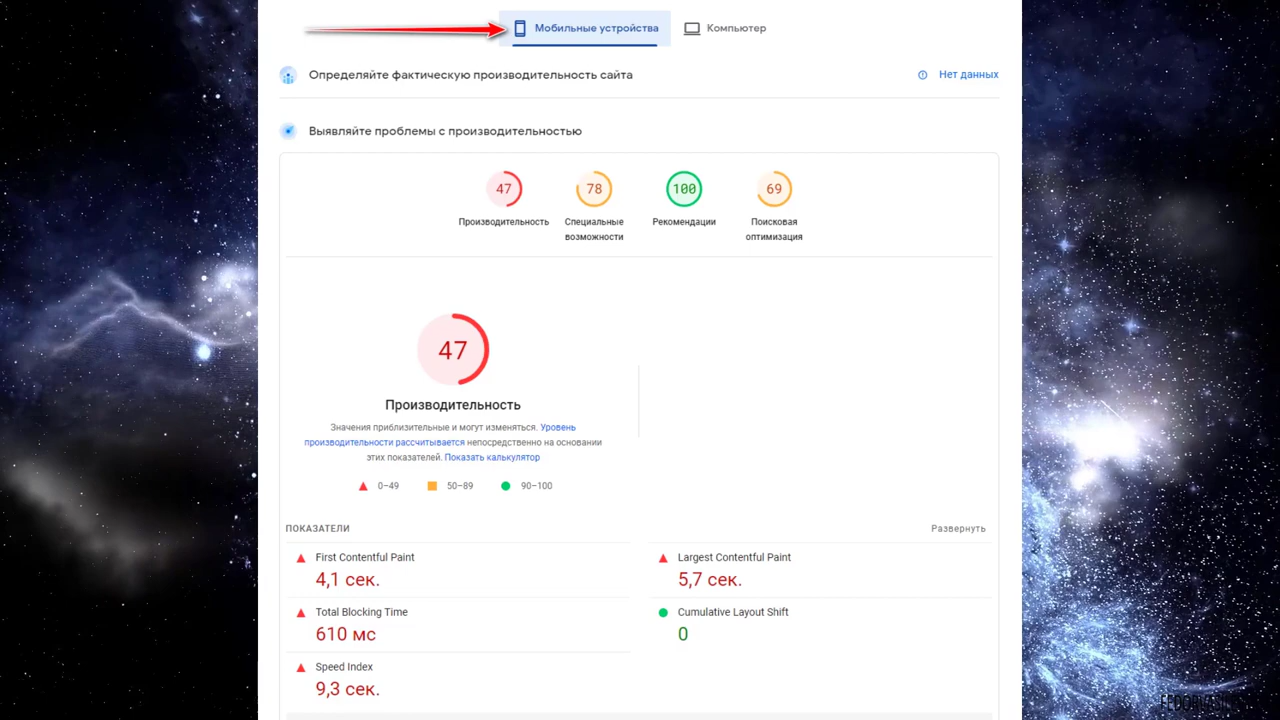 Мобильные устройства
Компьютер
Определяйте фактическую производительность сайта
Нет данных
Выявляйте проблемы с производительностью
47
78
100
69
Производительность
Специальные
возможности
Рекомендации
Поисковая
оптимизация
47
Производительность
Значения приблизительные и могут изменяться. Уровень
производительности рассчитывается непосредственно на основании
этих показателей. Показать калькулятор
0–49
50–89
90–100
ПОКАЗАТЕЛИ
Развернуть
First Contentful Paint
4,1 сек.
Largest Contentful Paint
5,7 сек.
Total Blocking Time
610 мс
Cumulative Layout Shift
0
Speed Index
9,3 сек.